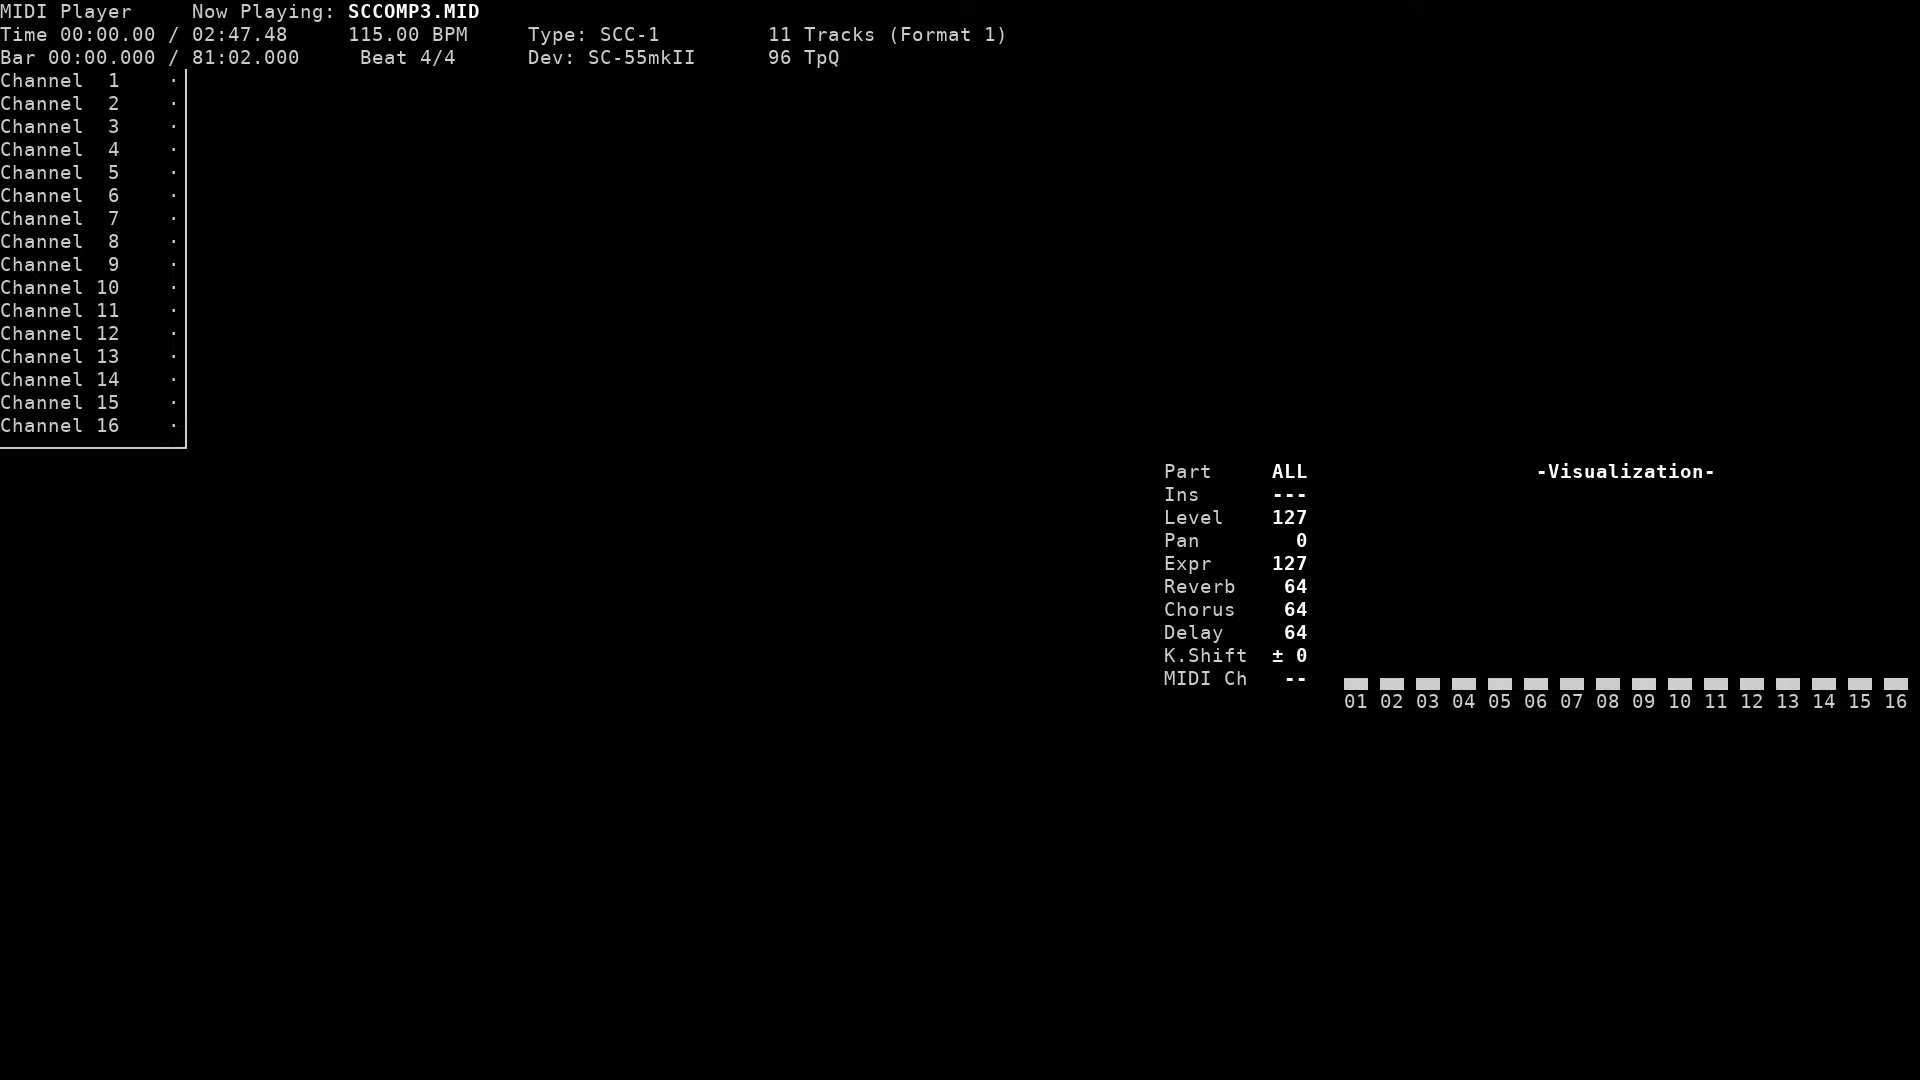 MIDI Player     Now Playing: SCCOMP3.MID
Time 00:00.00 / 02:47.48     115.00 BPM     Type: SCC-1         11 Tracks (Format 1)
Bar 00:00.000 / 81:02.000     Beat 4/4      Dev: SC-55mkII      96 TpQ
Channel  1    ·
Channel  2    ·
Channel  3    ·
Channel  4    ·
Channel  5    ·
Channel  6    ·
Channel  7    ·
Channel  8    ·
Channel  9    ·
Channel 10    ·
Channel 11    ·
Channel 12    ·
Channel 13    ·
Channel 14    ·
Channel 15    ·
Channel 16    ·
Part     ALL
Ins      ---
Level    127
Pan        0
Expr     127
Reverb    64
Chorus    64
Delay     64
K.Shift  ± 0
MIDI Ch   --
-Visualization-
01 02 03 04 05 06 07 08 09 10 11 12 13 14 15 16